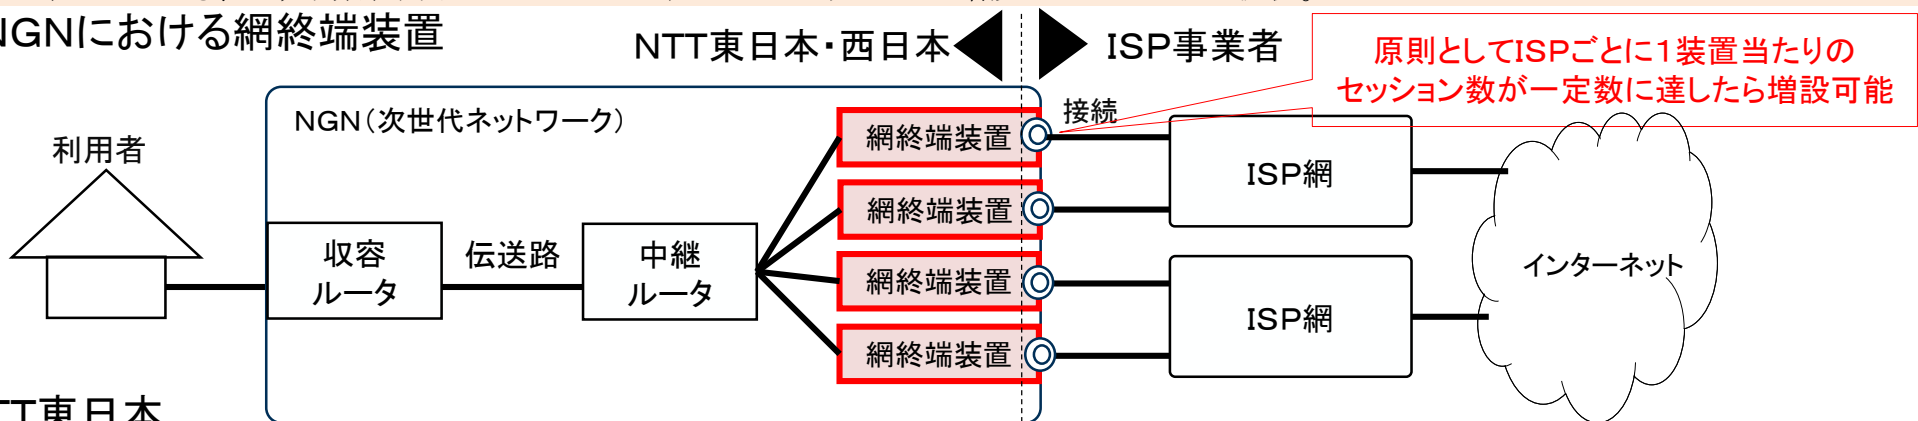 NGNにおける網終端装置
NTT東日本・西日本
ISP事業者
原則としてISPごとに1装置当たりの
セッション数が一定数に達したら増設可能
NGN(次世代ネットワーク)
接続
利用者
網終端装置
網終端装置
網終端装置
網終端装置
収容
ルータ
伝送路
中継
ルータ
ISP網
ISP網
インターネット